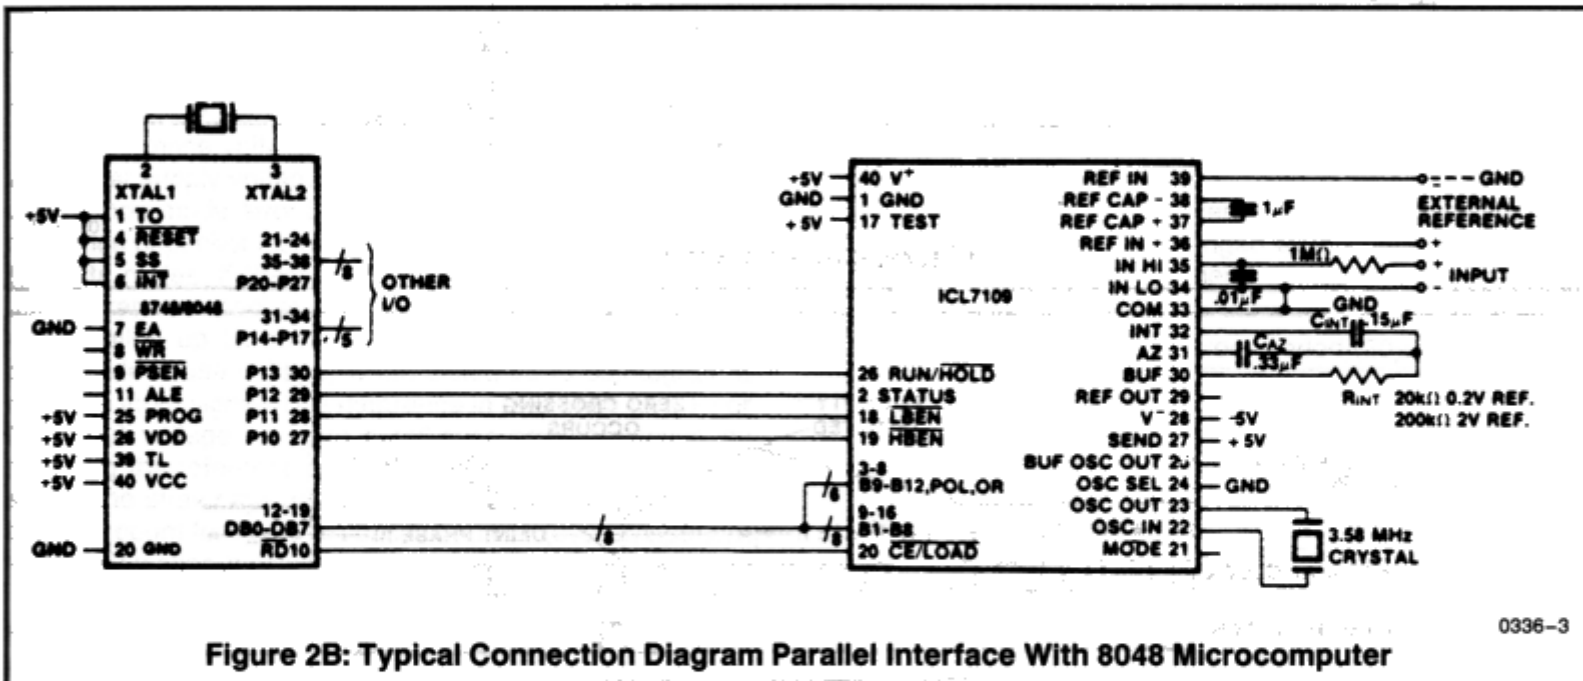 2 3
XTAL1 XTAL2
+5V 1 TO
4 RESET 21-24
5 SS 35-38 8
6 INT P20-P27
OTHER
I/O
8748/8048
31-34
GND 7 EA P14-P17 5
8 WR
9 PSEN P13 30
11 ALE P12 29
+5V 25 PROG P11 28
+5V 26 VDD P10 27
+5V 39 TL
+5V 40 VCC
12-19
DB0-DB7 8
GND 20 GND RD10
+5V 40 V+ REF IN 39 - GND
GND 1 GND REF CAP - 38 1μF EXTERNAL
+5V 17 TEST REF CAP + 37 REFERENCE
REF IN + 36 +
IN HI 35 1MΩ +
ICL7109 IN LO 34 .01μF - INPUT
COM 33 GND
INT 32 CINT .15μF
AZ 31 CAZ
.33μF
26 RUN/HOLD BUF 30
2 STATUS REF OUT 29 RINT 20kΩ 0.2V REF.
18 LBEN V- 28 -5V 200kΩ 2V REF.
19 HBEN SEND 27 +5V
3-8 BUF OSC OUT 25
6 B9-B12,POL,OR OSC SEL 24 GND
9-16 OSC OUT 23
8 B1-B8 OSC IN 22 3.58 MHz
20 CE/LOAD MODE 21 CRYSTAL
0336-3
Figure 2B: Typical Connection Diagram Parallel Interface With 8048 Microcomputer